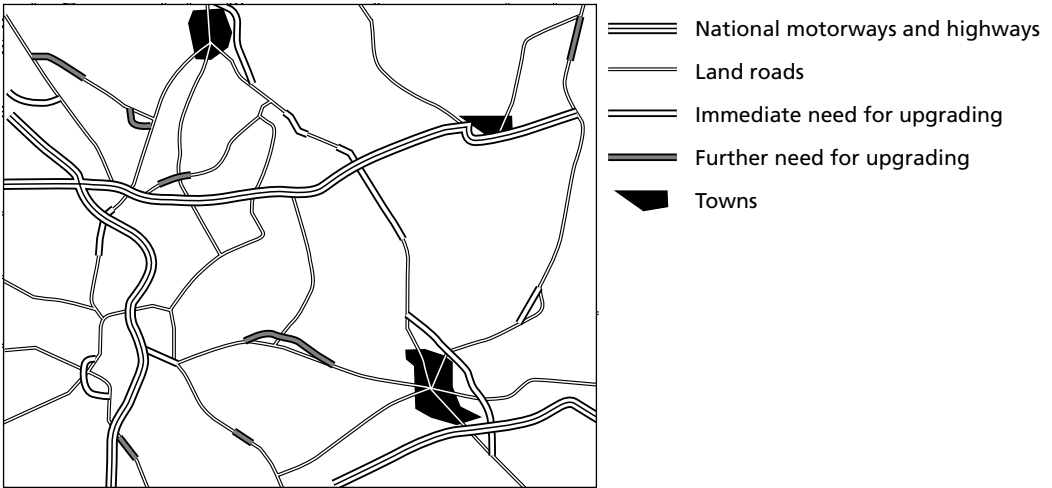 National motorways and highways
Land roads
Immediate need for upgrading
Further need for upgrading
Towns